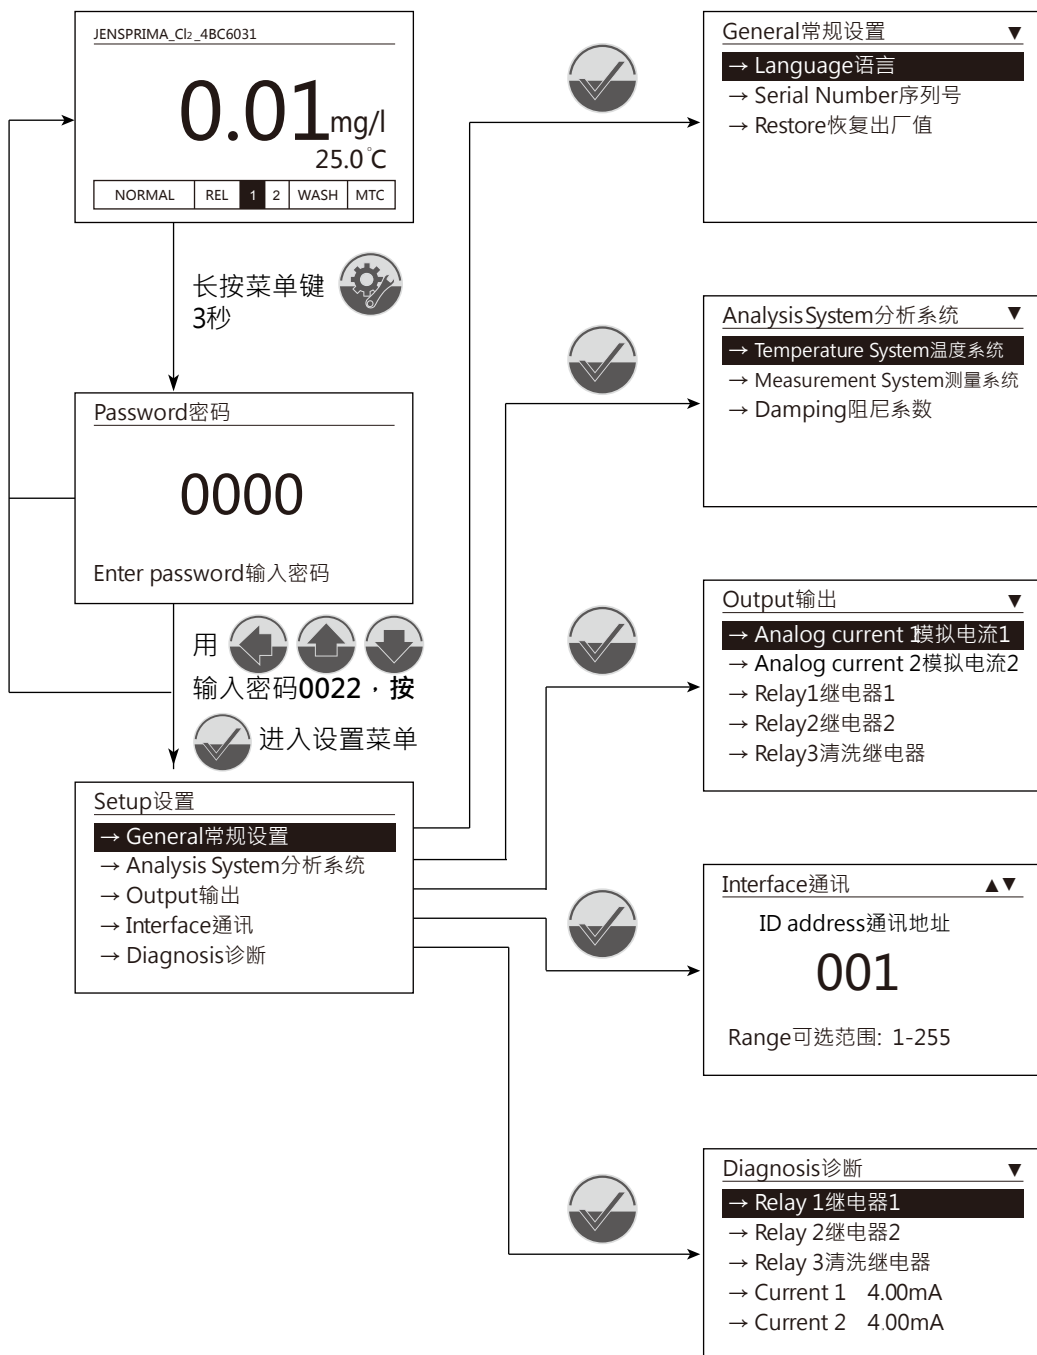 JENSPRIMA_Cl₂_4BC6031
0.01mg/l
25.0℃
NORMAL REL 1 2 WASH MTC
长按菜单键
3秒
Password密码
0000
Enter password输入密码
用
输入密码0022，按
进入设置菜单
Setup设置
→ General常规设置
→ Analysis System分析系统
→ Output输出
→ Interface通讯
→ Diagnosis诊断
General常规设置 ▼
→ Language语言
→ Serial Number序列号
→ Restore恢复出厂值
Analysis System分析系统 ▼
→ Temperature System温度系统
→ Measurement System测量系统
→ Damping阻尼系数
Output输出 ▼
→ Analog current 1模拟电流1
→ Analog current 2模拟电流2
→ Relay1继电器1
→ Relay2继电器2
→ Relay3清洗继电器
Interface通讯 ▲▼
ID address通讯地址
001
Range可选范围: 1-255
Diagnosis诊断 ▼
→ Relay 1继电器1
→ Relay 2继电器2
→ Relay 3清洗继电器
→ Current 1 4.00mA
→ Current 2 4.00mA